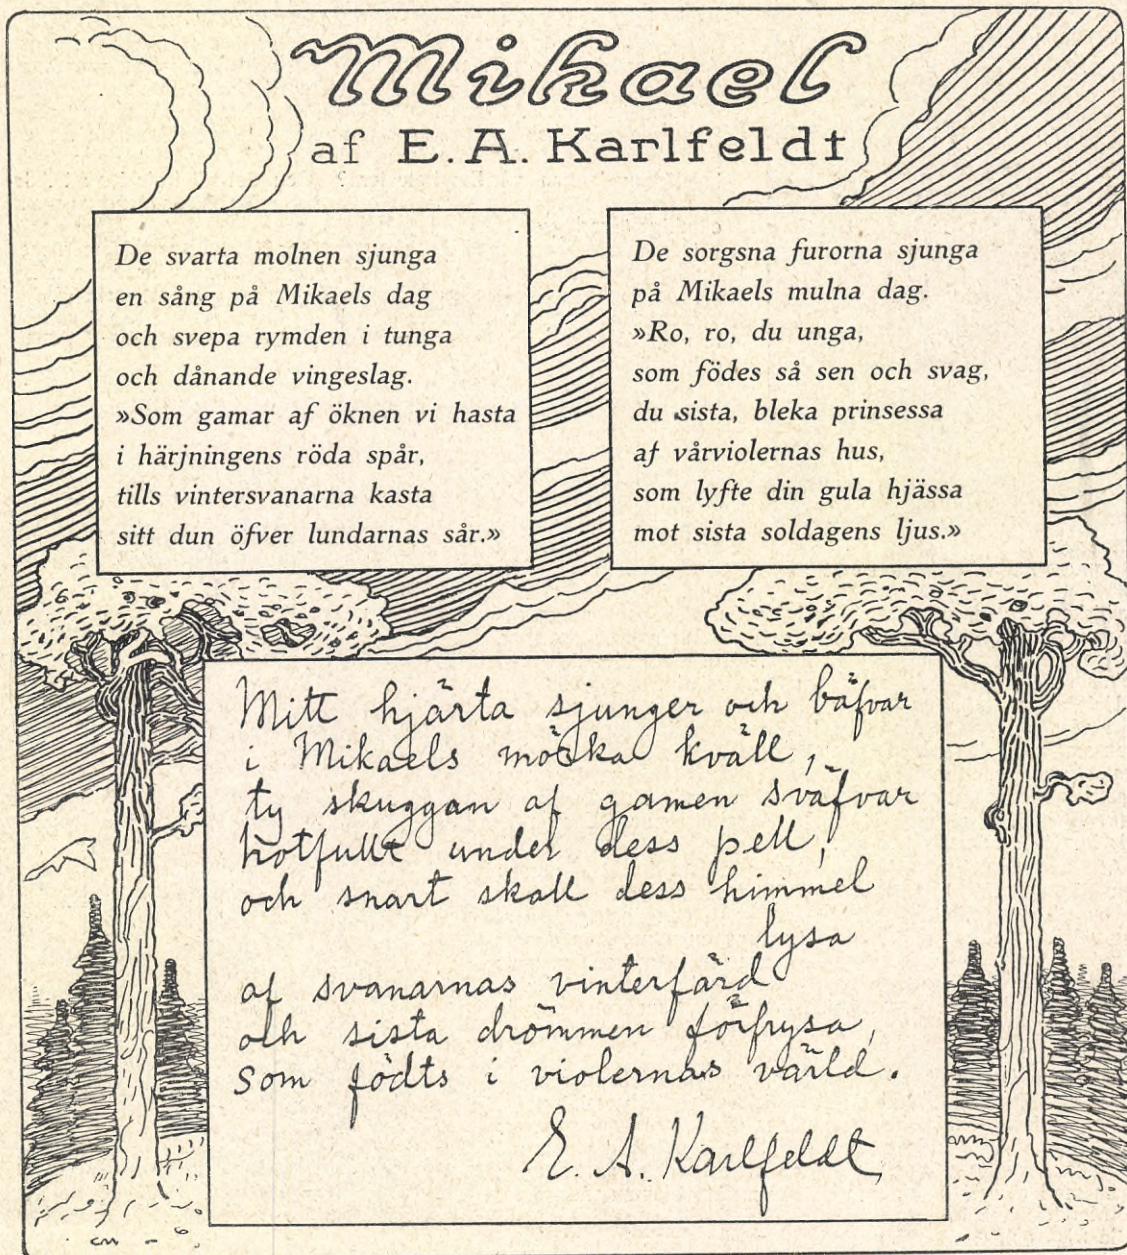 Mikael
af E. A. Karlfeldt
De svarta molnen sjunga
en sång på Mikaels dag
och svepa rymden i tunga
och dånande vingeslag.
»Som gamar af öknen vi hasta
i härjningens röda spår,
tills vintersvanarna kasta
sitt dun öfver lundarnas sår.»
De sorgsna furorna sjunga
på Mikaels mulna dag.
»Ro, ro, du unga,
som födes så sen och svag,
du sista, bleka prinsessa
af vårviolernas hus,
som lyfte din gula hjässa
mot sista soldagens ljus.»
Mitt hjärta sjunger och bäfvar
i Mikaels mörka kväll,
ty skuggan af gamen sväfvar
hotfullt under dess pell,
och snart skall dess himmel
lysa
af svanarnas vinterfärd
och sista drömmen förfrysa,
som födts i violernas värld.
E. A. Karlfeldt